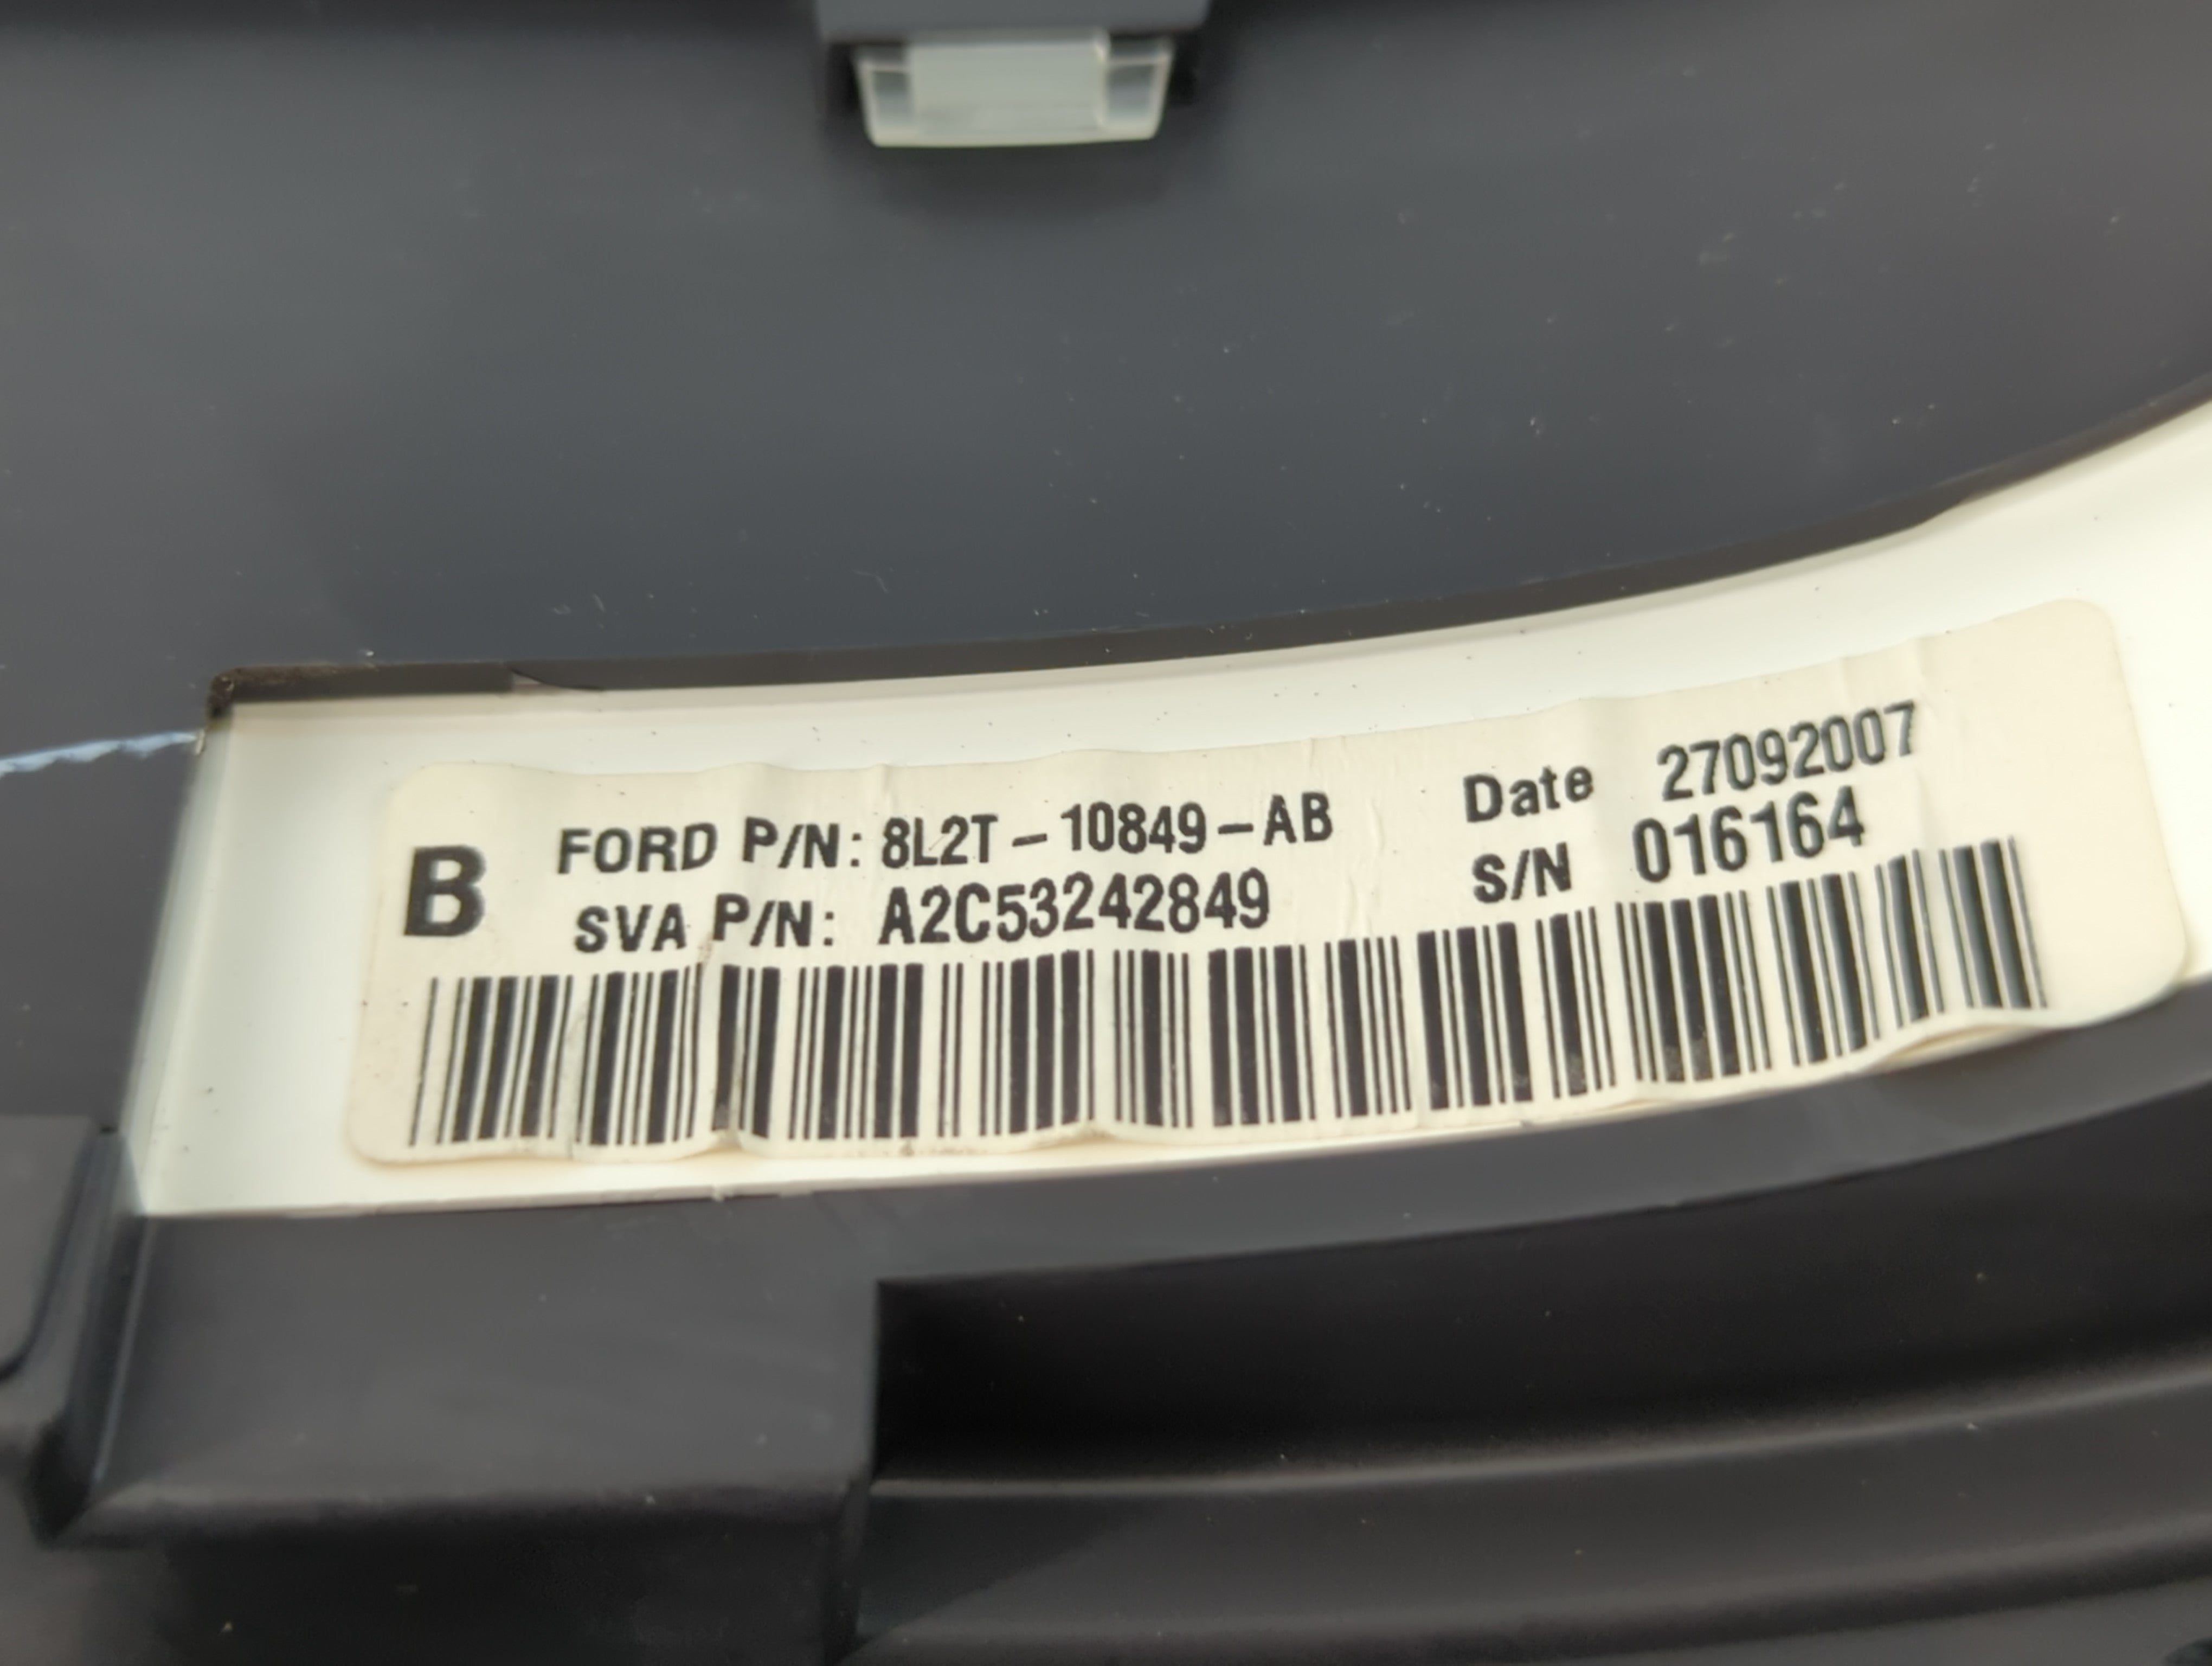 B
FORD P/N: 8L2T-10849-AB Date 27092007
SVA P/N: A2C53242849 S/N 016164